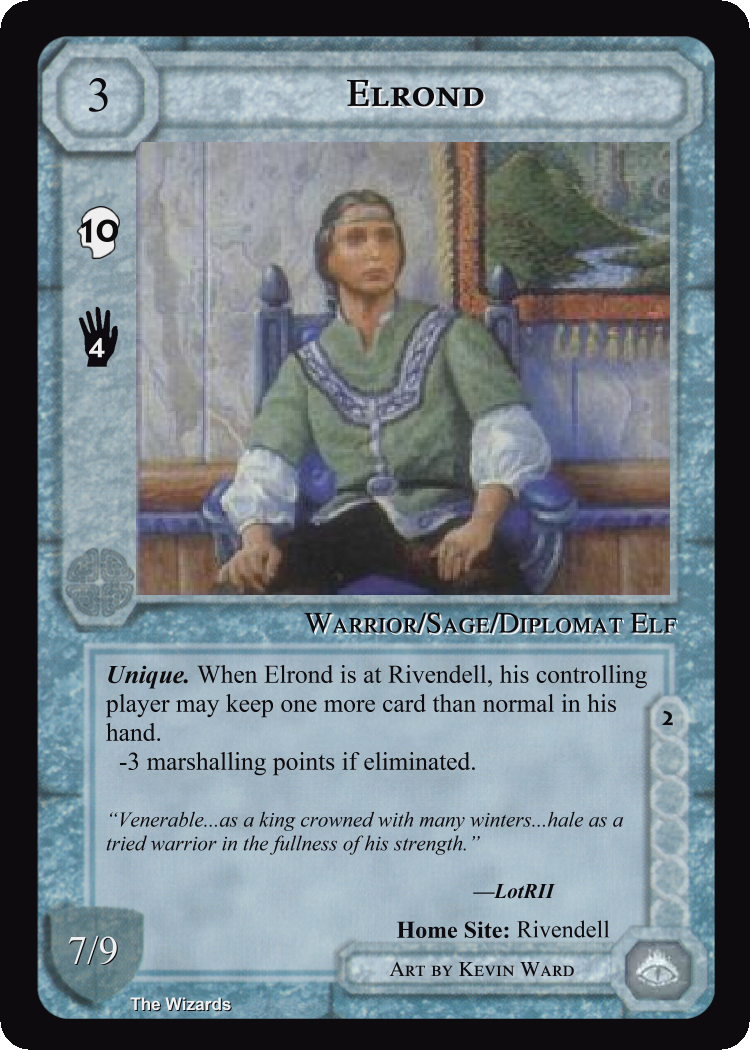 3
Elrond
10
4
Warrior/Sage/Diplomat Elf
Unique. When Elrond is at Rivendell, his controlling
player may keep one more card than normal in his
hand.
-3 marshalling points if eliminated.
2
“Venerable...as a king crowned with many winters...hale as a
tried warrior in the fullness of his strength.”
—LotRII
Home Site: Rivendell
7/9
Art by Kevin Ward
The Wizards